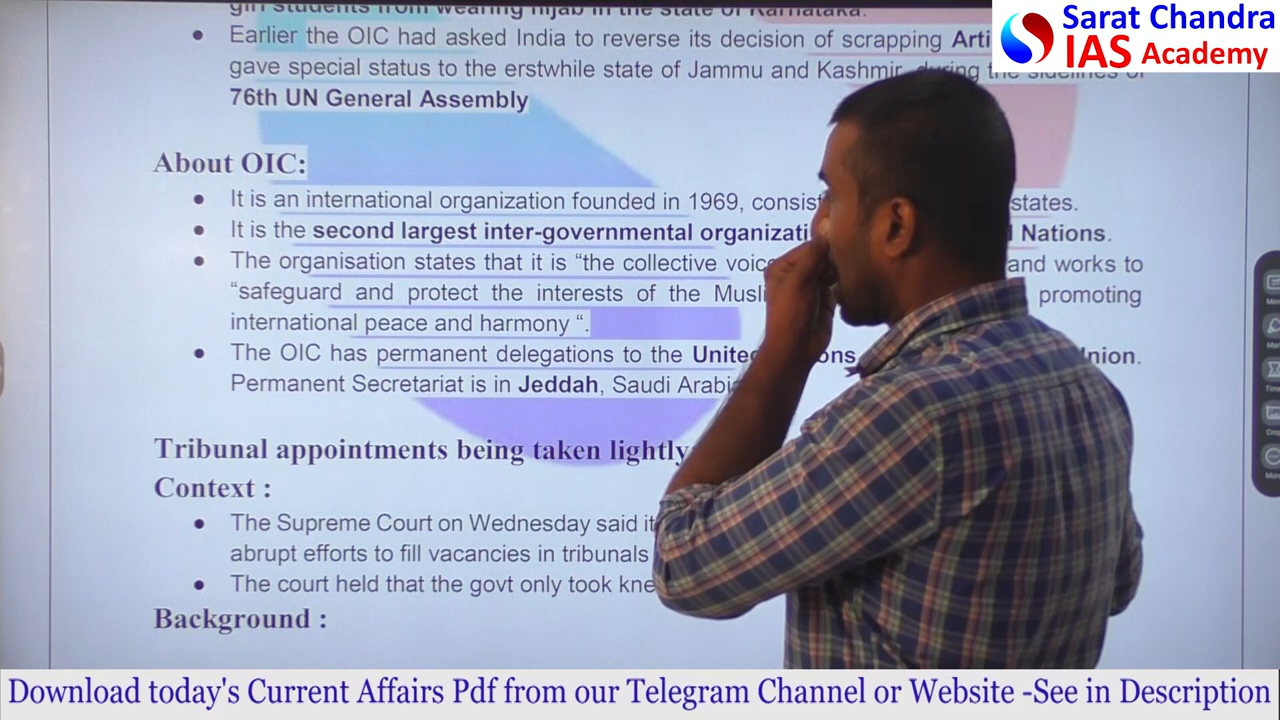 girl students from wearing hijab in the state of Karnataka.
Sarat Chandra
IAS Academy
• Earlier the OIC had asked India to reverse its decision of scrapping Arti
gave special status to the erstwhile state of Jammu and Kashmir, during the sidelines of
76th UN General Assembly
About OIC:
• It is an international organization founded in 1969, consist states.
• It is the second largest inter-governmental organizati Nations.
• The organisation states that it is “the collective voic and works to
“safeguard and protect the interests of the Musli promoting
international peace and harmony “.
• The OIC has permanent delegations to the United ons nion.
Permanent Secretariat is in Jeddah, Saudi Arabi
Tribunal appointments being taken lightly
Context :
• The Supreme Court on Wednesday said it
abrupt efforts to fill vacancies in tribunals
• The court held that the govt only took kne
Background :
Download today's Current Affairs Pdf from our Telegram Channel or Website -See in Description